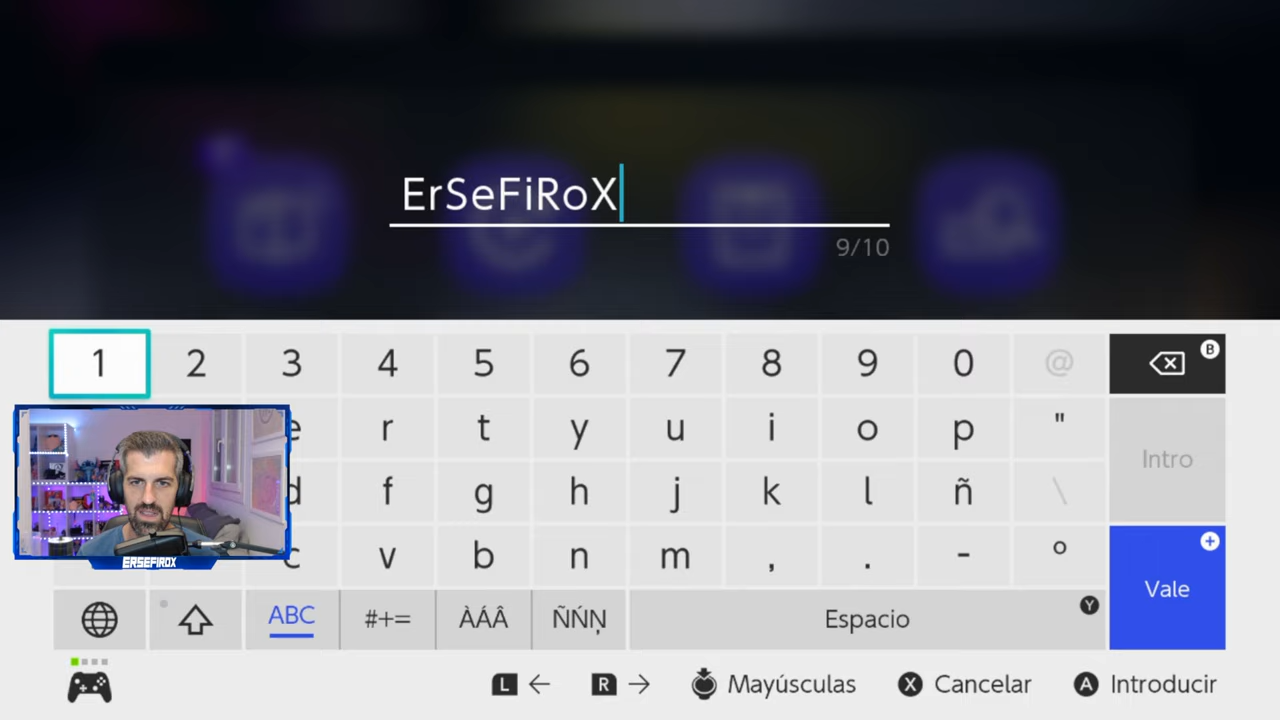 ErSeFiRoX
9/10
1 2 3 4 5 6 7 8 9 0 @ B
e r t y u i o p " Intro
d f g h j k l ñ \
c v b n m , . - º + Vale
ERSEFIROX
ABC #+= ÀÁÂ ÑŃŅ Espacio Y
L ← R → Mayúsculas X Cancelar A Introducir